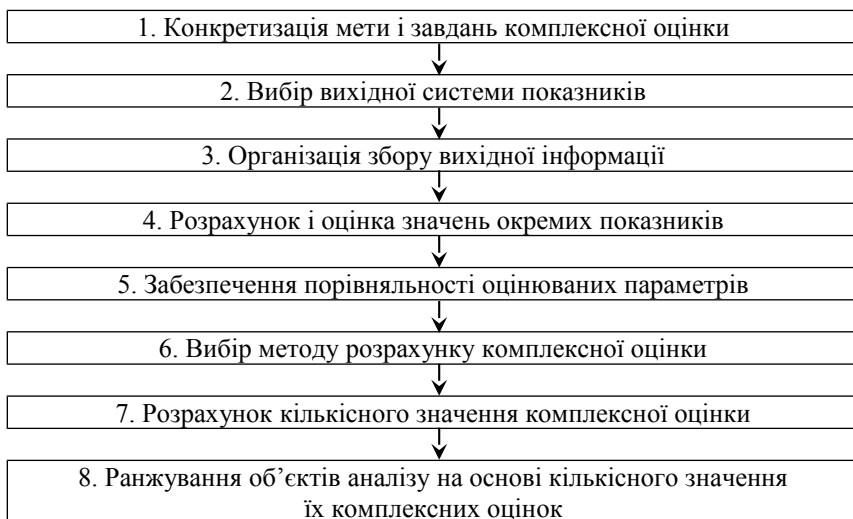 1. Конкретизація мети і завдань комплексної оцінки
2. Вибір вихідної системи показників
3. Організація збору вихідної інформації
4. Розрахунок і оцінка значень окремих показників
5. Забезпечення порівняльності оцінюваних параметрів
6. Вибір методу розрахунку комплексної оцінки
7. Розрахунок кількісного значення комплексної оцінки
8. Ранжування об’єктів аналізу на основі кількісного значення
їх комплексних оцінок